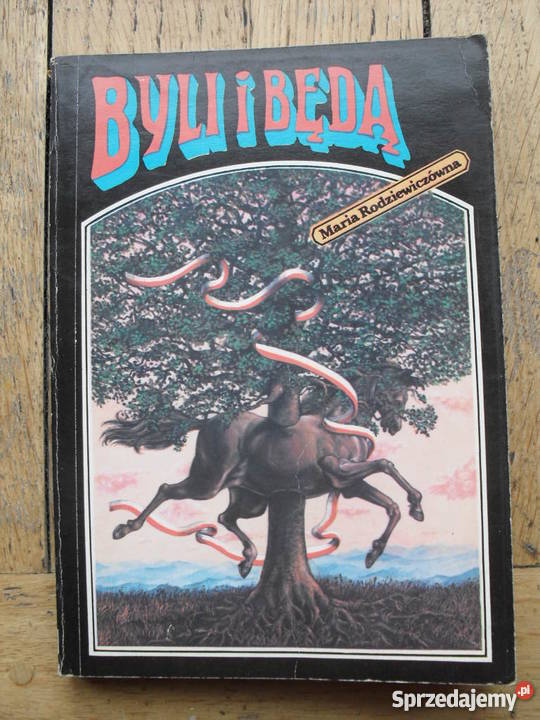 BYLI i BĘDĄ
Maria Rodziewiczówna
Sprzedajemy.pl